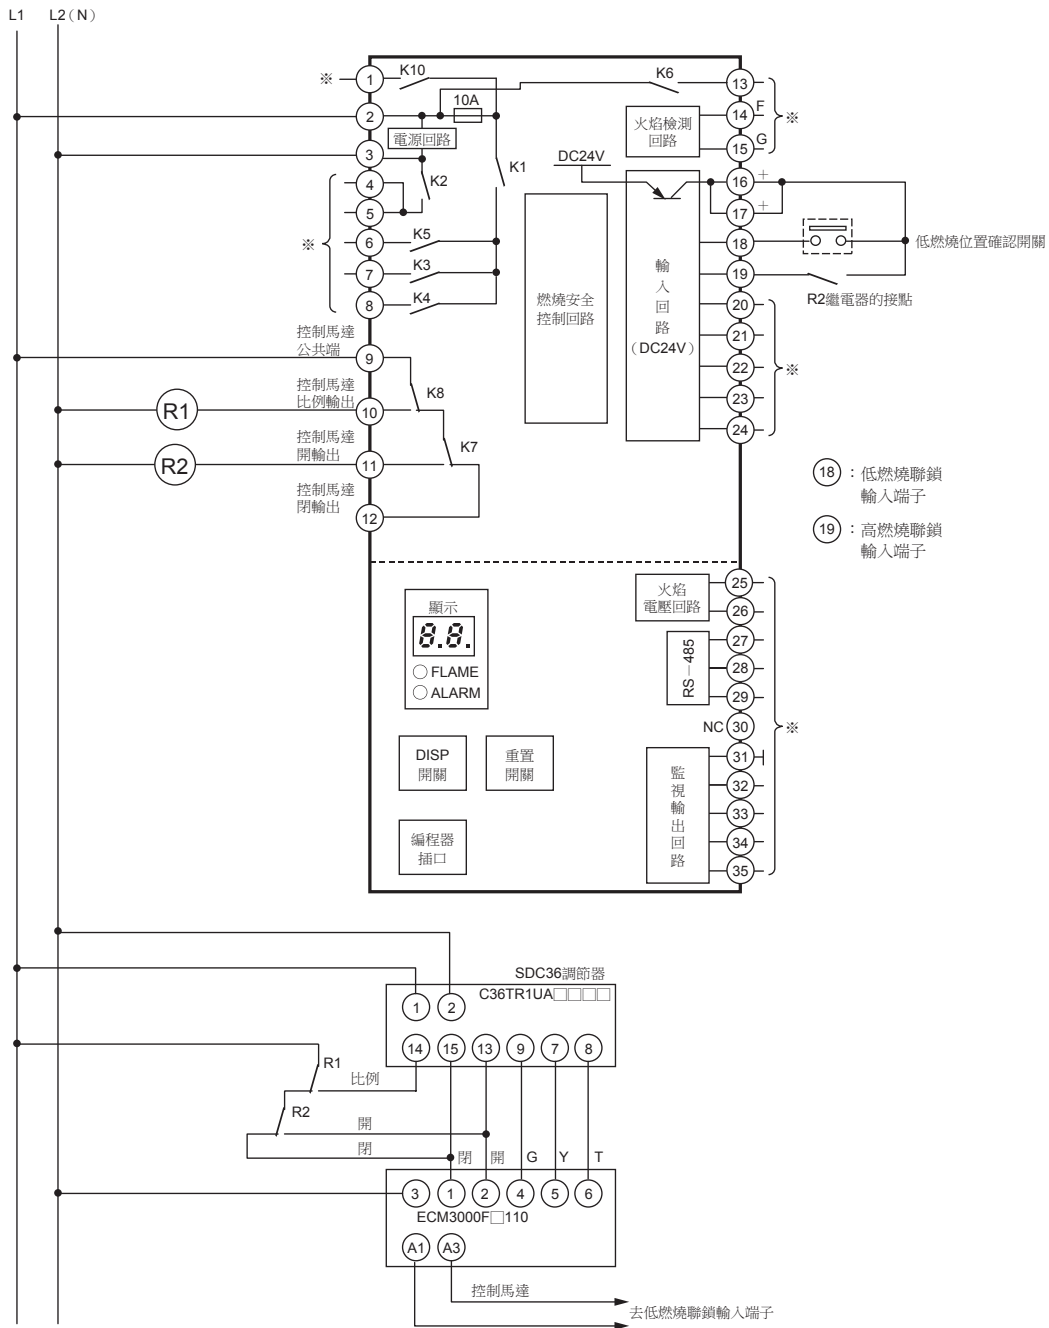 L1 L2(N)
※ 1 K10 K6 13
10A
2 14 F
火焰檢測
回路
※
電源回路
3 15 G
K1
DC24V
4 K2 16 +
5 17 +
※
6 K5 18
低燃燒位置確認開關
7 K3 19
R2繼電器的接點
8 K4 20
燃燒安全
控制回路
輸
入
回
路
(DC24V)
控制馬達
公共端
9 21
22 ※
控制馬達
比例輸出
R1 10 K8 23
24
控制馬達
開輸出
R2 11 K7
控制馬達
閉輸出
12
18 :低燃燒聯鎖
輸入端子
19 :高燃燒聯鎖
輸入端子
顯示
8.8.
FLAME
ALARM
火焰
電壓回路
25
26
RS-485
27
28
29
NC 30 ※
DISP
開關
重置
開關
編程器
插口
監
視
輸
出
回
路
31
32
33
34
35
SDC36調節器
C36TR1UA□□□□
1 2
14 15 13 9 7 8
R1
比例
R2
開
閉
閉 開 G Y T
3 1 2 4 5 6
ECM3000F□110
A1 A3
控制馬達
去低燃燒聯鎖輸入端子